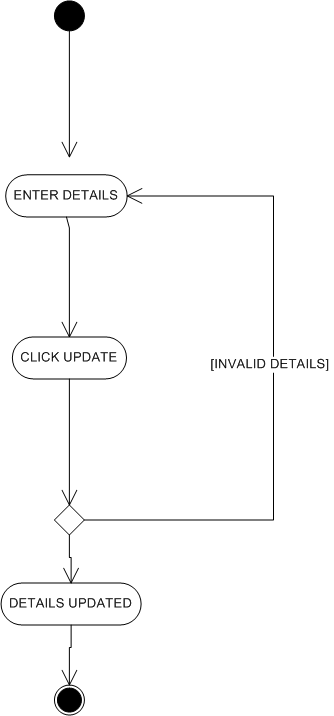 ENTER DETAILS
CLICK UPDATE
[INVALID DETAILS]
DETAILS UPDATED